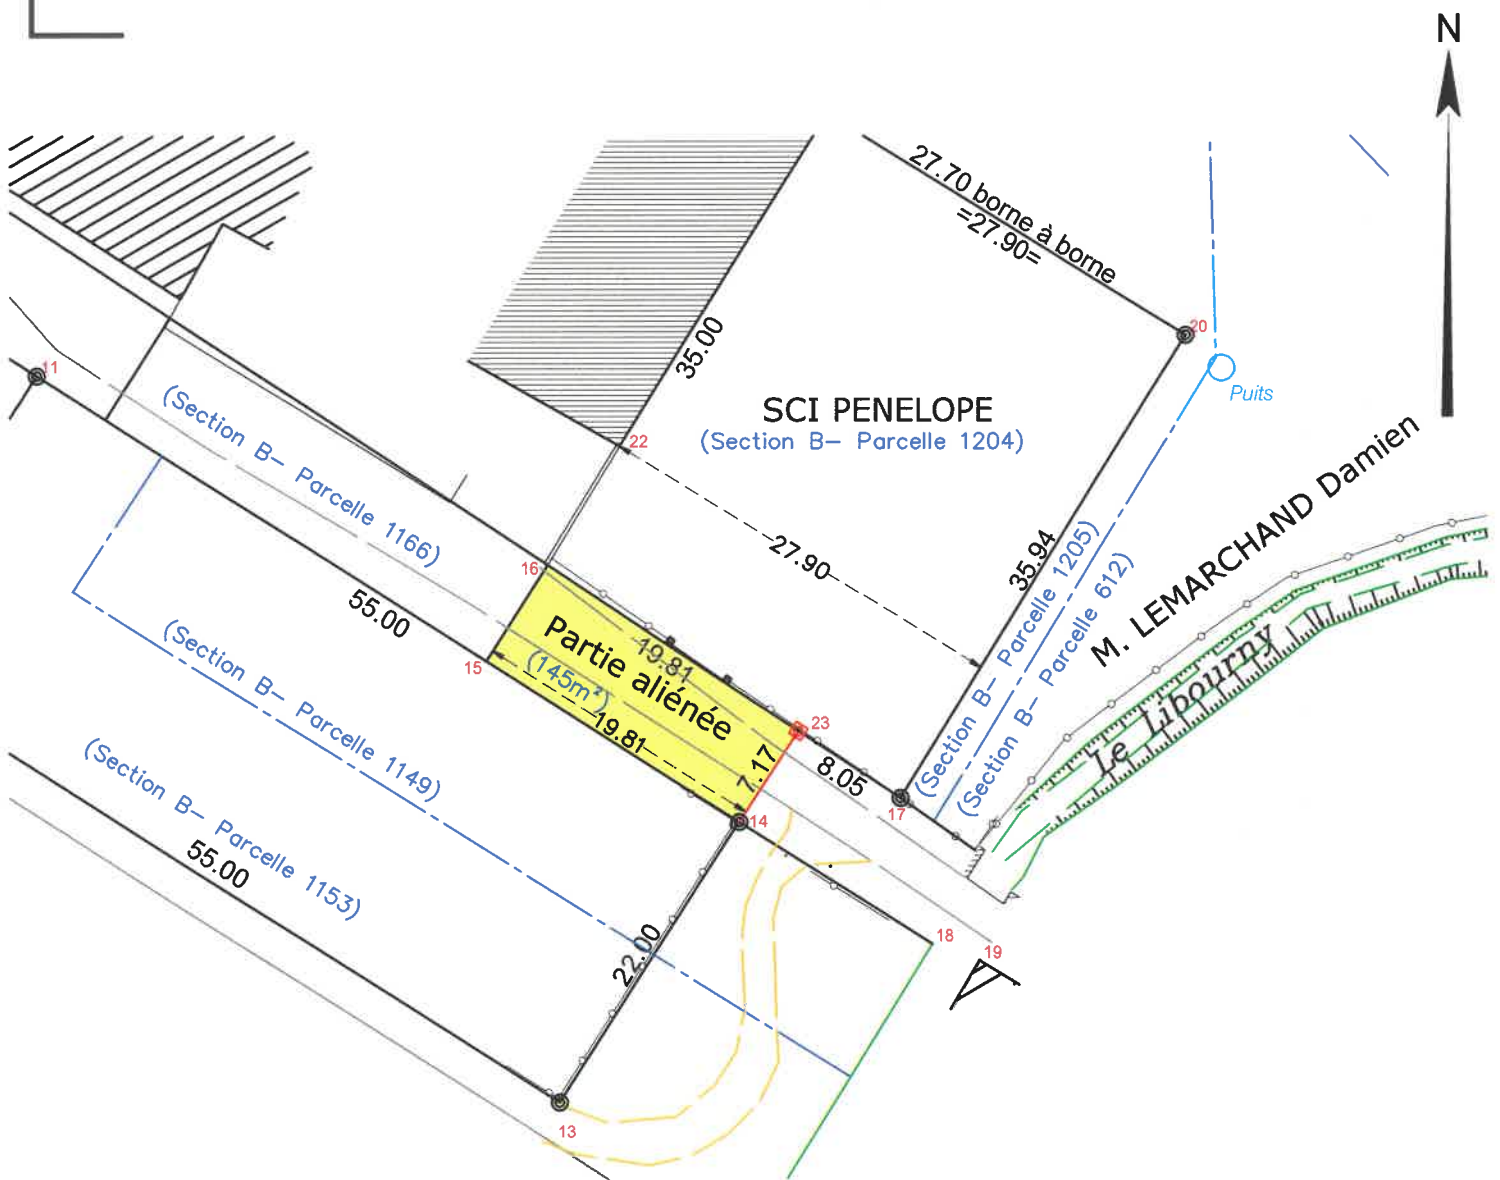 N
27.70 borne à borne
=27.90=
20
Puits
11
35.00
SCI PENELOPE
(Section B– Parcelle 1204)
22
(Section B– Parcelle 1166)
27.90
35.94
(Section B– Parcelle 1205)
(Section B– Parcelle 612)
M. LEMARCHAND Damien
Le Libourny
16
55.00
15
Partie aliénée
(145m²)
19.81
19.81
23
7.17
8.05
17
14
(Section B– Parcelle 1149)
(Section B– Parcelle 1153)
55.00
22.00
18
19
13